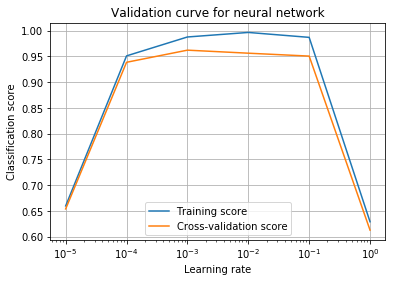 Validation curve for neural network
Classification score
1.00
0.95
0.90
0.85
0.80
0.75
0.70
0.65
0.60
Training score
Cross-validation score
10⁻⁵ 10⁻⁴ 10⁻³ 10⁻² 10⁻¹ 10⁰
Learning rate